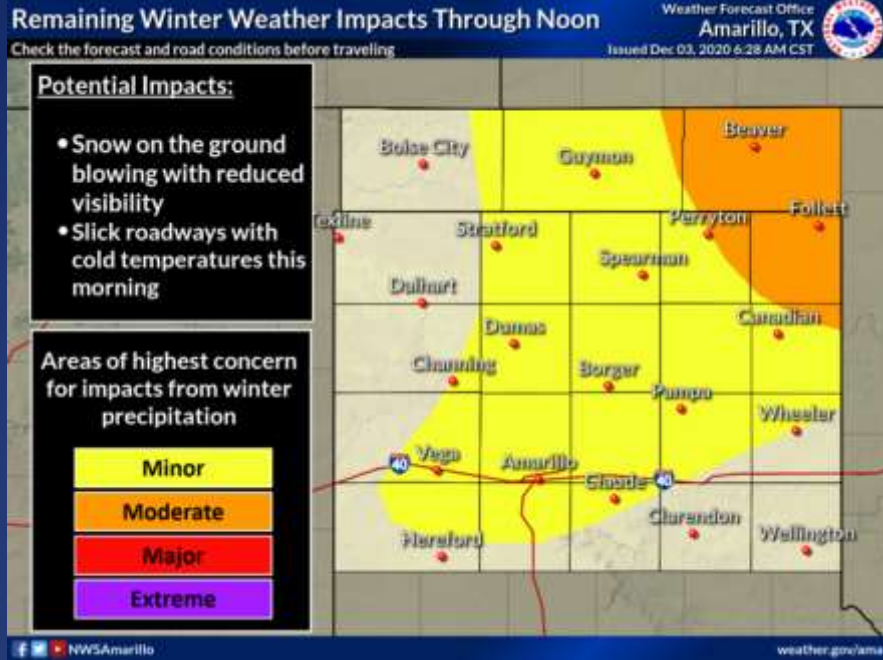 Remaining Winter Weather Impacts Through Noon
Check the forecast and road conditions before traveling
Weather Forecast Office
Amarillo, TX
Issued Dec 03, 2020 6:28 AM CST
Potential Impacts:
• Snow on the ground
blowing with reduced
visibility
• Slick roadways with
cold temperatures this
morning
Areas of highest concern
for impacts from winter
precipitation
Minor
Moderate
Major
Extreme
Boise City
Guymon
Beaver
Texline
Stratford
Perryton
Follett
Spearman
Dalhart
Dumas
Canadian
Channing
Borger
Pampa
Wheeler
40
Vega
Amarillo
Claude
40
Clarendon
Hereford
Wellington
NWSAmarillo
weather.gov/ama